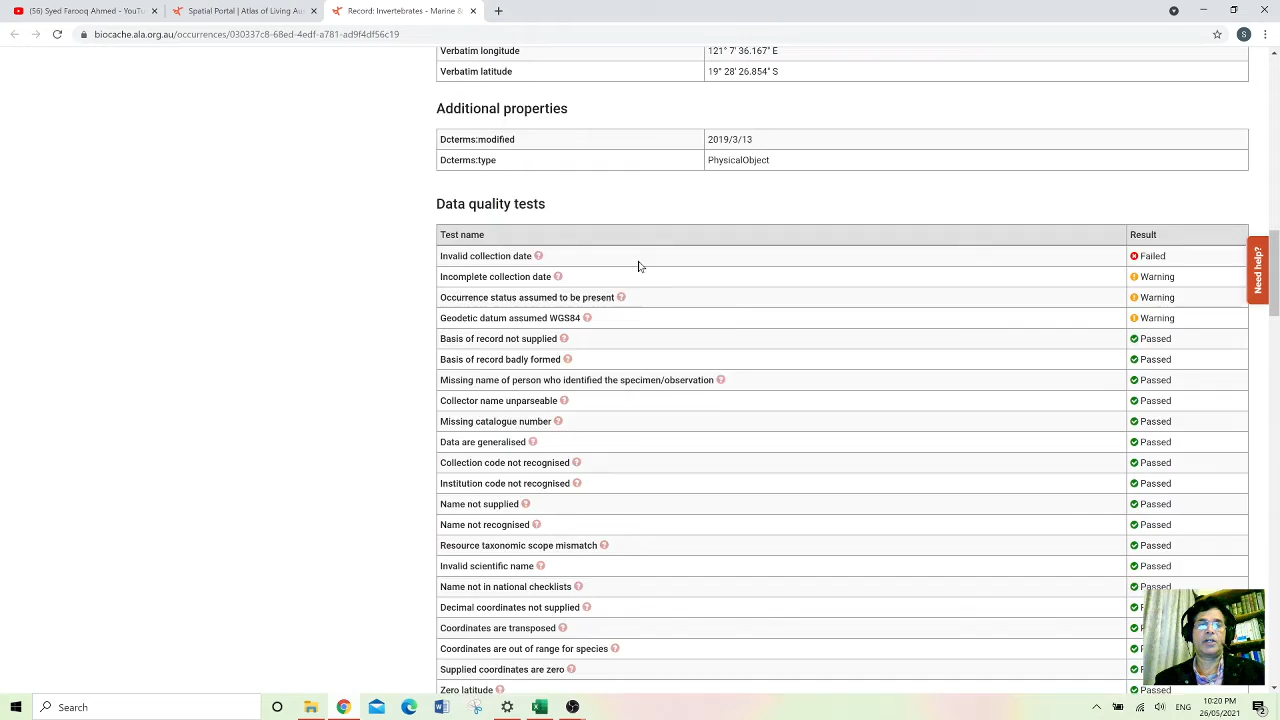 (56) Syed Farooq Ahmed - YouTu
Spatial Portal | Atlas of Living Au
Record: Invertebrates - Marine &
biocache.ala.org.au/occurrences/030337c8-68ed-4edf-a781-ad9f4df56c19
S
Verbatim longitude 121° 7' 36.167" E
Verbatim latitude 19° 28' 26.854" S
Additional properties
Dcterms:modified 2019/3/13
Dcterms:type PhysicalObject
Data quality tests
Test name Result
Invalid collection date ? Failed
Incomplete collection date ? Warning
Occurrence status assumed to be present ? Warning
Geodetic datum assumed WGS84 ? Warning
Basis of record not supplied ? Passed
Basis of record badly formed ? Passed
Missing name of person who identified the specimen/observation ? Passed
Collector name unparseable ? Passed
Missing catalogue number ? Passed
Data are generalised ? Passed
Collection code not recognised ? Passed
Institution code not recognised ? Passed
Name not supplied ? Passed
Name not recognised ? Passed
Resource taxonomic scope mismatch ? Passed
Invalid scientific name ? Passed
Name not in national checklists ? Passed
Decimal coordinates not supplied ?
Coordinates are transposed ?
Coordinates are out of range for species ?
Supplied coordinates are zero ?
Zero latitude ?
Need help?
Search
ENG
10:20 PM
26/05/2021
2